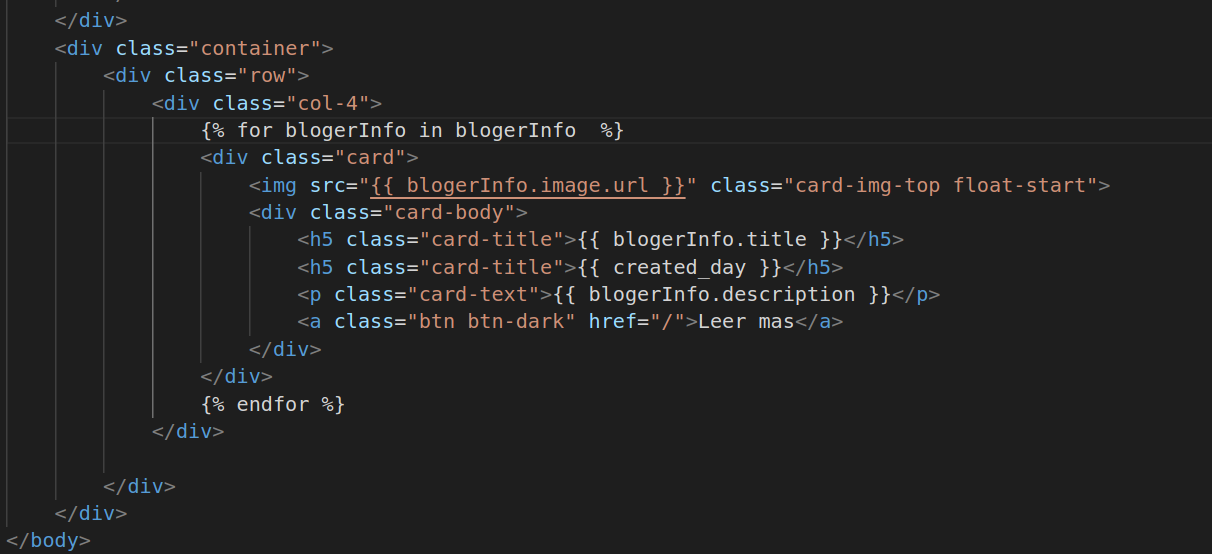 </div>
<div class="container">
<div class="row">
<div class="col-4">
{% for blogerInfo in blogerInfo  %}
<div class="card">
<img src="{{ blogerInfo.image.url }}" class="card-img-top float-start">
<div class="card-body">
<h5 class="card-title">{{ blogerInfo.title }}</h5>
<h5 class="card-title">{{ created_day }}</h5>
<p class="card-text">{{ blogerInfo.description }}</p>
<a class="btn btn-dark" href="/">Leer mas</a>
</div>
</div>
{% endfor %}
</div>
</div>
</div>
</body>